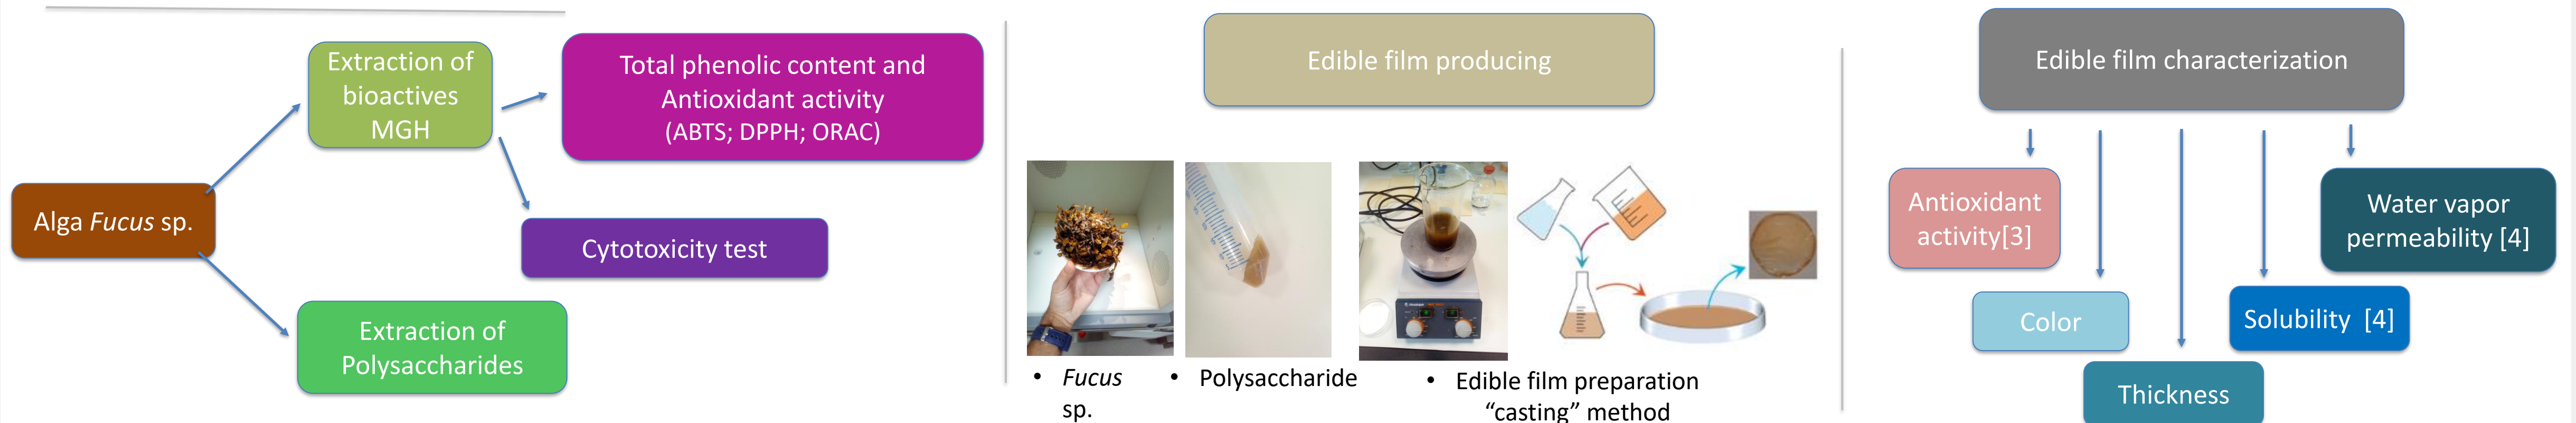 Extraction of
bioactives
MGH
Total phenolic content and
Antioxidant activity
(ABTS; DPPH; ORAC)
Alga Fucus sp.
Cytotoxicity test
Extraction of
Polysaccharides
Edible film producing
• Fucus
sp.
• Polysaccharide
• Edible film preparation
“casting” method
Edible film characterization
Antioxidant
activity[3]
Water vapor
permeability [4]
Color
Solubility [4]
Thickness